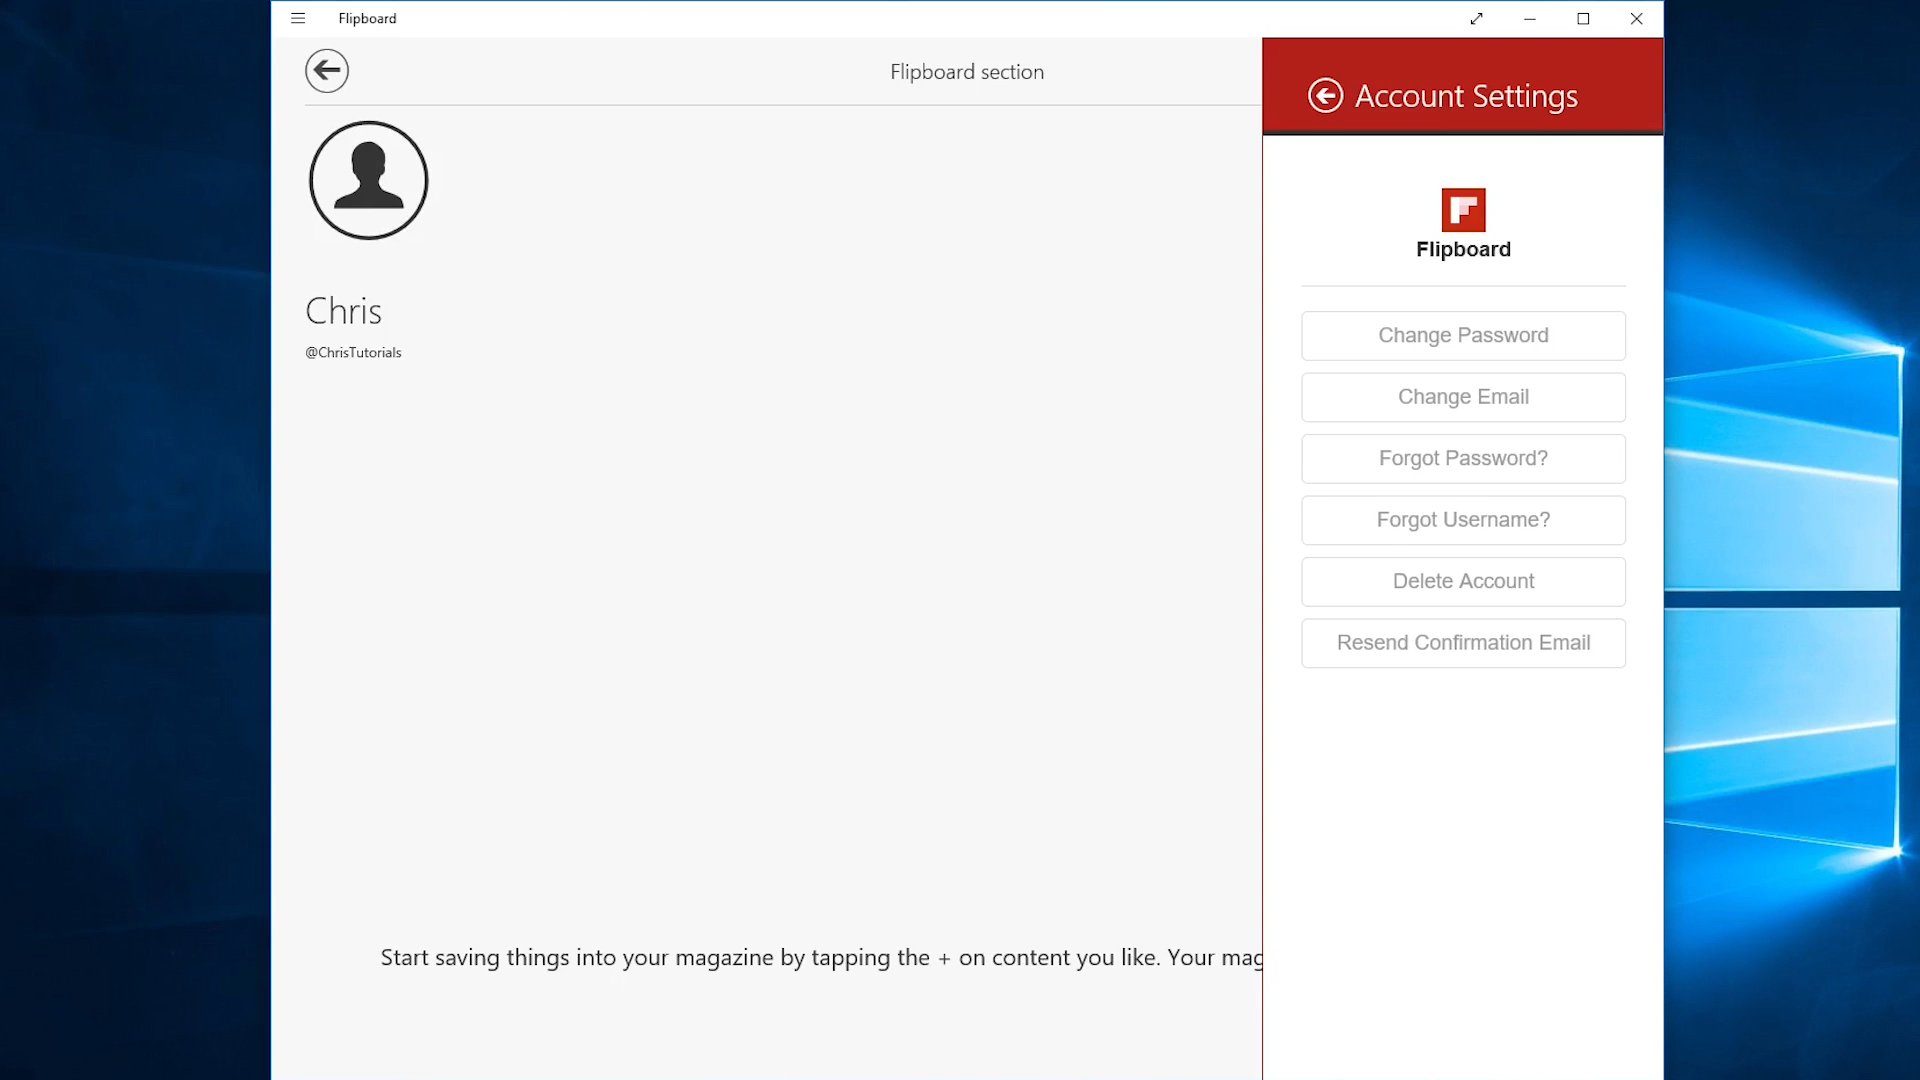 Flipboard
Flipboard section
Account Settings
Chris
@ChrisTutorials
Flipboard
Change Password
Change Email
Forgot Password?
Forgot Username?
Delete Account
Resend Confirmation Email
Start saving things into your magazine by tapping the + on content you like. Your mag